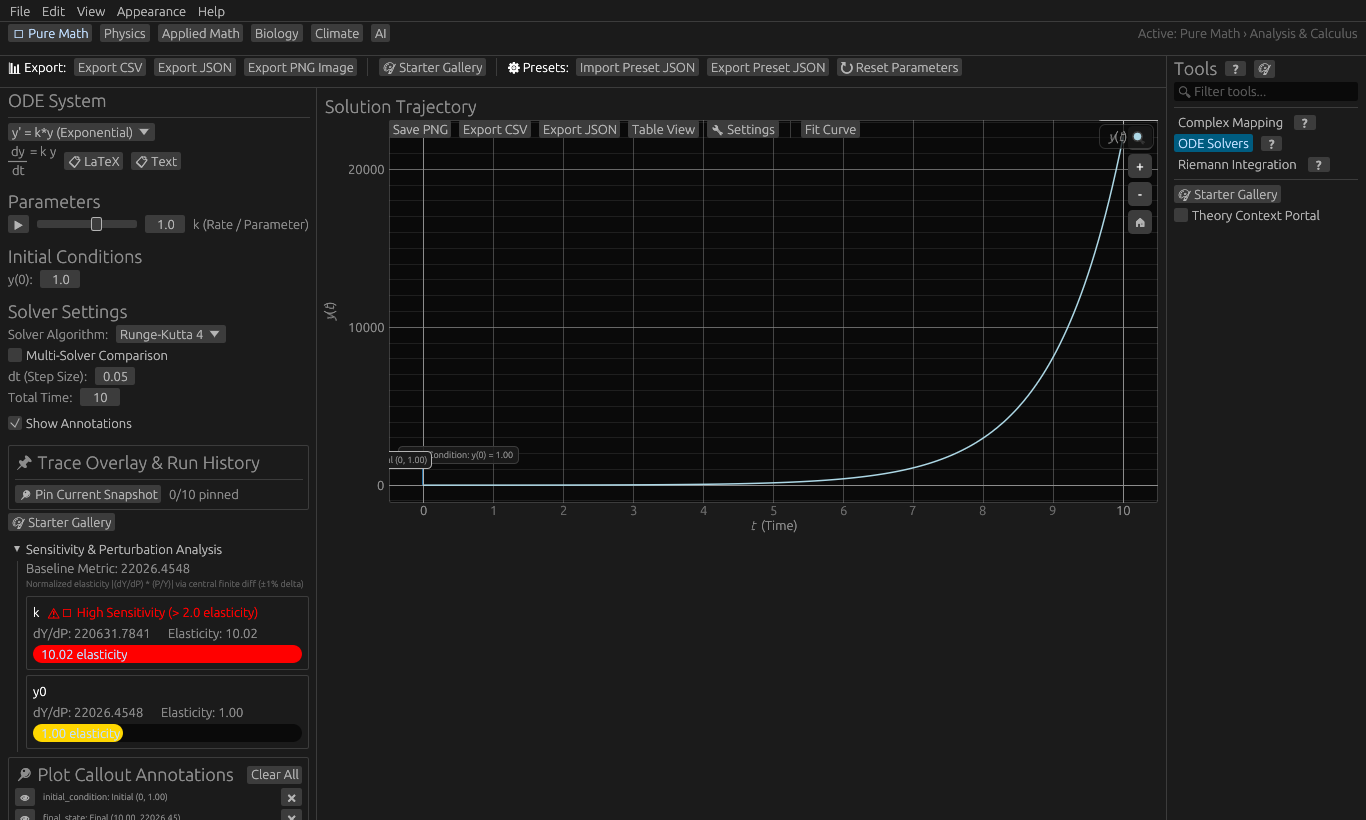 File Edit View Appearance Help
Pure Math Physics Applied Math Biology Climate AI
Active: Pure Math › Analysis & Calculus
Export: Export CSV Export JSON Export PNG Image Starter Gallery Presets: Import Preset JSON Export Preset JSON Reset Parameters
ODE System
y' = k*y (Exponential)
dy/dt = k y LaTeX Text
Parameters
1.0 k (Rate / Parameter)
Initial Conditions
y(0): 1.0
Solver Settings
Solver Algorithm: Runge-Kutta 4
Multi-Solver Comparison
dt (Step Size): 0.05
Total Time: 10
Show Annotations
Trace Overlay & Run History
Pin Current Snapshot 0/10 pinned
Starter Gallery
Sensitivity & Perturbation Analysis
Baseline Metric: 22026.4548
Normalized elasticity |(dY/dP) * (P/Y)| via central finite diff (±1% delta)
k High Sensitivity (> 2.0 elasticity)
dY/dP: 220631.7841 Elasticity: 10.02
10.02 elasticity
y0
dY/dP: 22026.4548 Elasticity: 1.00
1.00 elasticity
Plot Callout Annotations Clear All
initial_condition: Initial (0, 1.00)
final_state: Final (10.00, 22026.45)
Solution Trajectory
Save PNG Export CSV Export JSON Table View Settings Fit Curve
y(t)
+
-
20000
10000
0
y(t)
Condition: y(0) = 1.00
(0, 1.00)
0 1 2 3 4 5 6 7 8 9 10
t (Time)
Tools ?
Filter tools...
Complex Mapping ?
ODE Solvers ?
Riemann Integration ?
Starter Gallery
Theory Context Portal